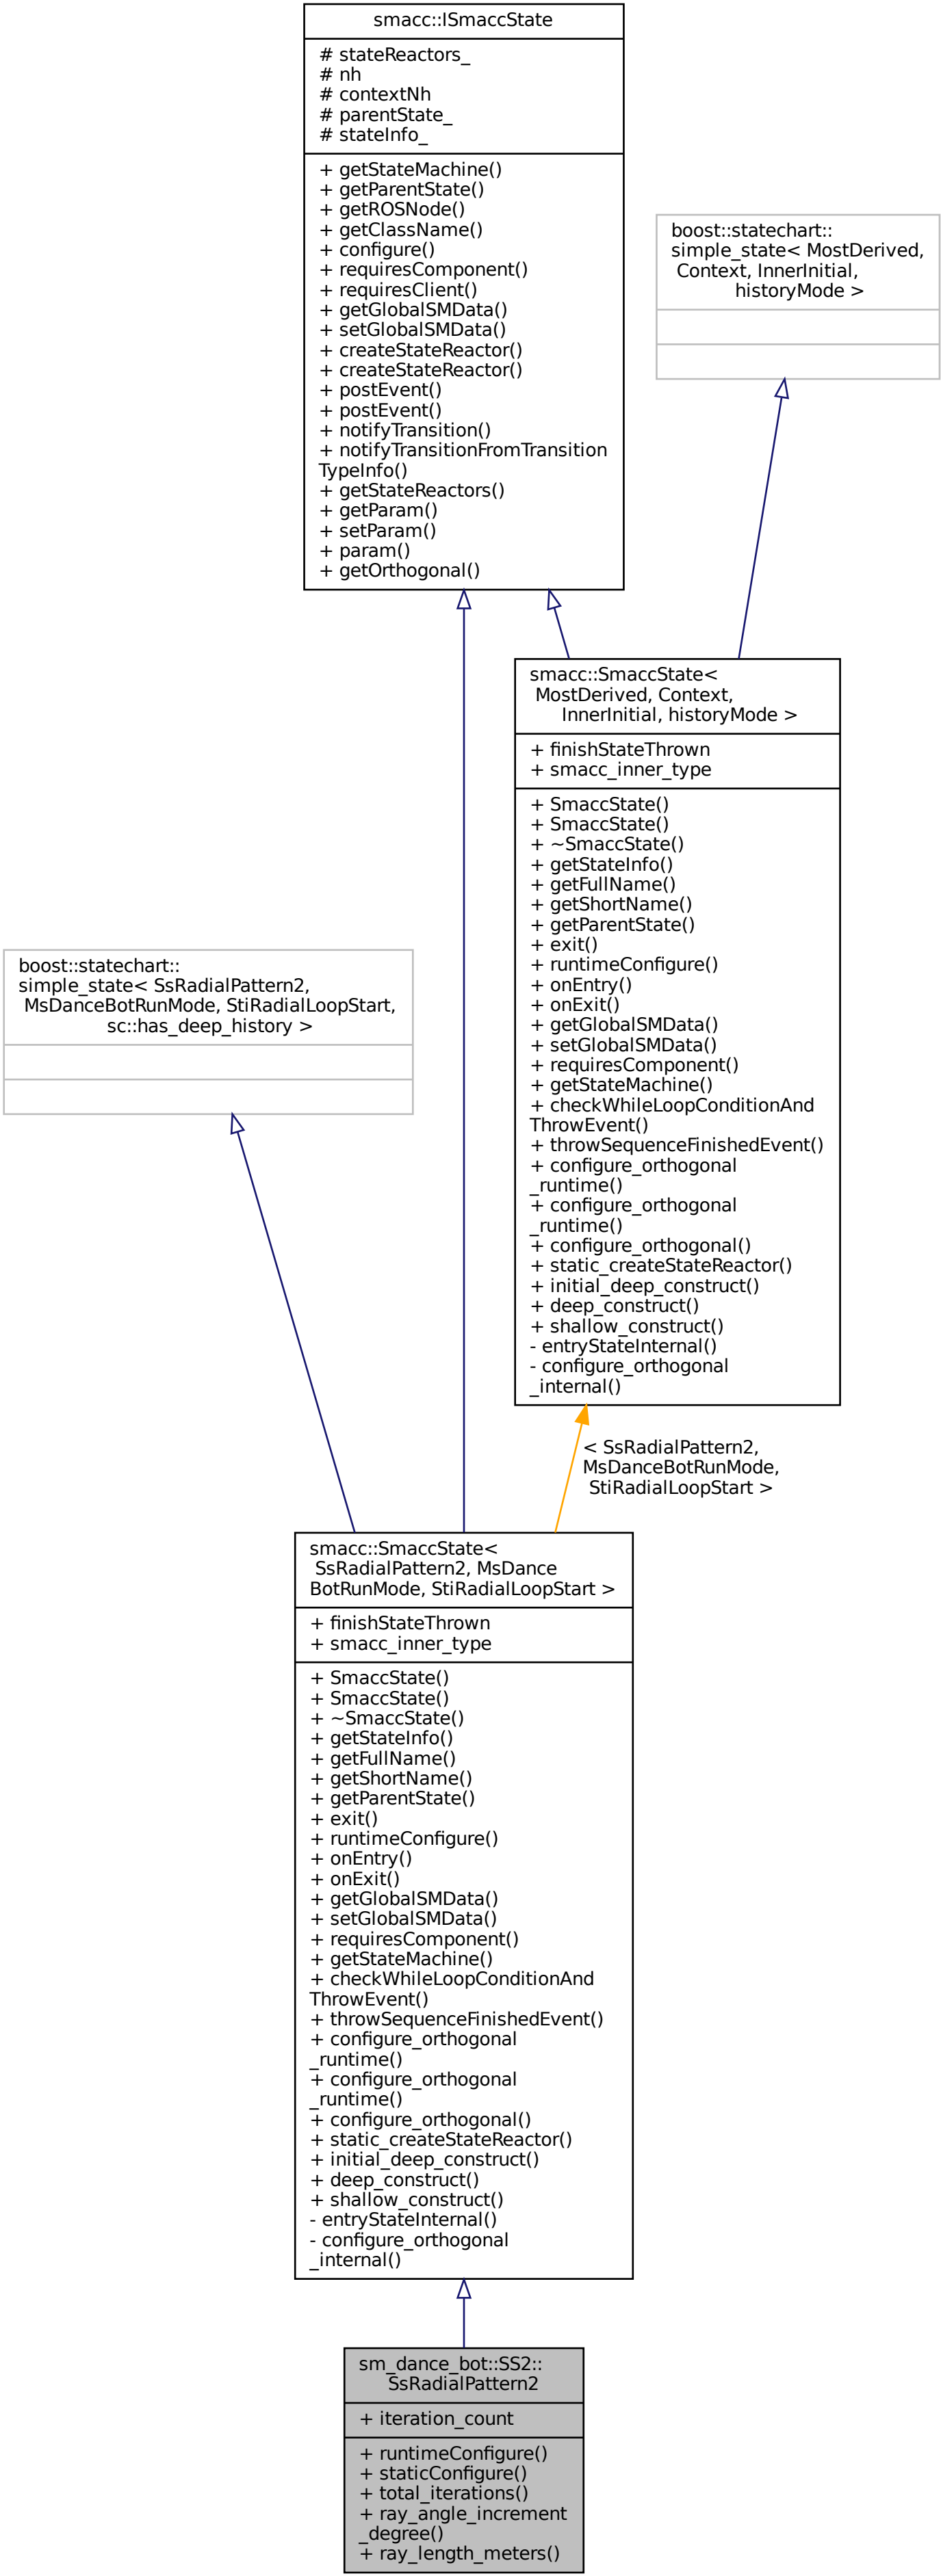 smacc::ISmaccState
# stateReactors_
# nh
# contextNh
# parentState_
# stateInfo_
+ getStateMachine()
+ getParentState()
+ getROSNode()
+ getClassName()
+ configure()
+ requiresComponent()
+ requiresClient()
+ getGlobalSMData()
+ setGlobalSMData()
+ createStateReactor()
+ createStateReactor()
+ postEvent()
+ postEvent()
+ notifyTransition()
+ notifyTransitionFromTransition
TypeInfo()
+ getStateReactors()
+ getParam()
+ setParam()
+ param()
+ getOrthogonal()
boost::statechart::
simple_state< MostDerived,
Context, InnerInitial,
historyMode >
smacc::SmaccState<
MostDerived, Context,
InnerInitial, historyMode >
+ finishStateThrown
+ smacc_inner_type
+ SmaccState()
+ SmaccState()
+ ~SmaccState()
+ getStateInfo()
+ getFullName()
+ getShortName()
+ getParentState()
+ exit()
+ runtimeConfigure()
+ onEntry()
+ onExit()
+ getGlobalSMData()
+ setGlobalSMData()
+ requiresComponent()
+ getStateMachine()
+ checkWhileLoopConditionAnd
ThrowEvent()
+ throwSequenceFinishedEvent()
+ configure_orthogonal
_runtime()
+ configure_orthogonal
_runtime()
+ configure_orthogonal()
+ static_createStateReactor()
+ initial_deep_construct()
+ deep_construct()
+ shallow_construct()
- entryStateInternal()
- configure_orthogonal
_internal()
boost::statechart::
simple_state< SsRadialPattern2,
MsDanceBotRunMode, StiRadialLoopStart,
sc::has_deep_history >
< SsRadialPattern2,
MsDanceBotRunMode,
StiRadialLoopStart >
smacc::SmaccState<
SsRadialPattern2, MsDance
BotRunMode, StiRadialLoopStart >
+ finishStateThrown
+ smacc_inner_type
+ SmaccState()
+ SmaccState()
+ ~SmaccState()
+ getStateInfo()
+ getFullName()
+ getShortName()
+ getParentState()
+ exit()
+ runtimeConfigure()
+ onEntry()
+ onExit()
+ getGlobalSMData()
+ setGlobalSMData()
+ requiresComponent()
+ getStateMachine()
+ checkWhileLoopConditionAnd
ThrowEvent()
+ throwSequenceFinishedEvent()
+ configure_orthogonal
_runtime()
+ configure_orthogonal
_runtime()
+ configure_orthogonal()
+ static_createStateReactor()
+ initial_deep_construct()
+ deep_construct()
+ shallow_construct()
- entryStateInternal()
- configure_orthogonal
_internal()
sm_dance_bot::SS2::
SsRadialPattern2
+ iteration_count
+ runtimeConfigure()
+ staticConfigure()
+ total_iterations()
+ ray_angle_increment
_degree()
+ ray_length_meters()